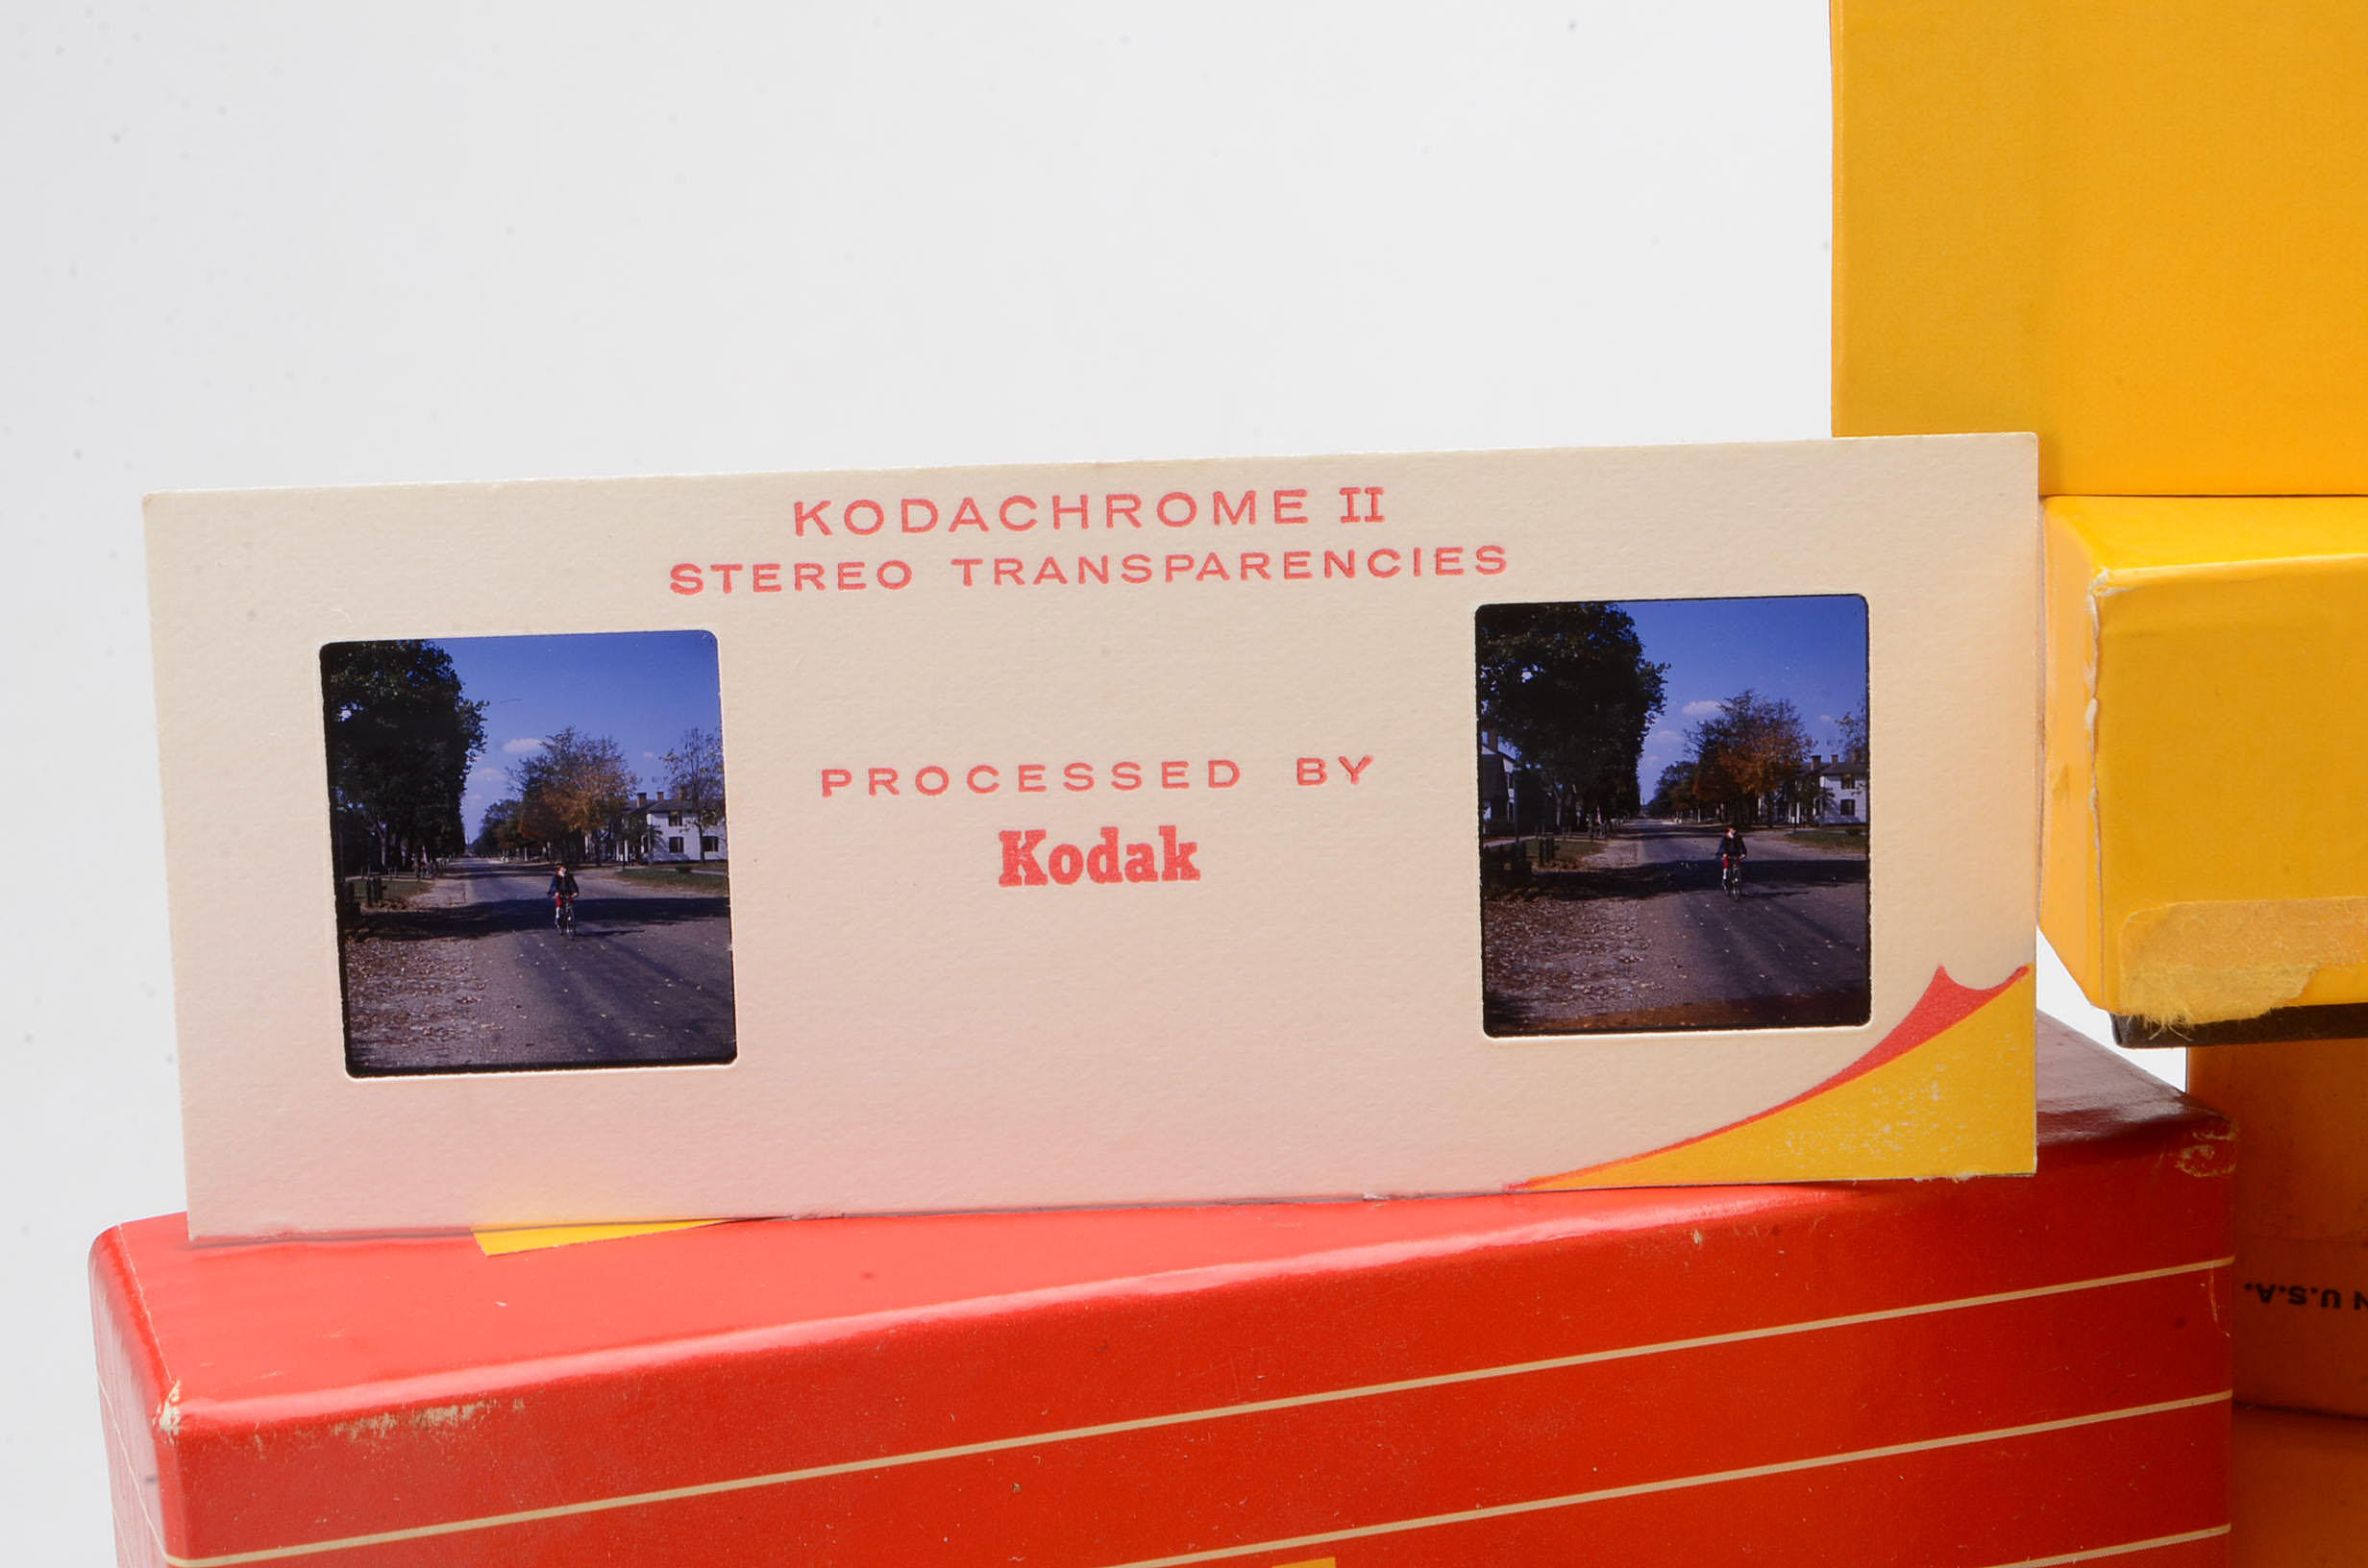 KODACHROME II
STEREO TRANSPARENCIES
PROCESSED BY
Kodak
U.S.A.